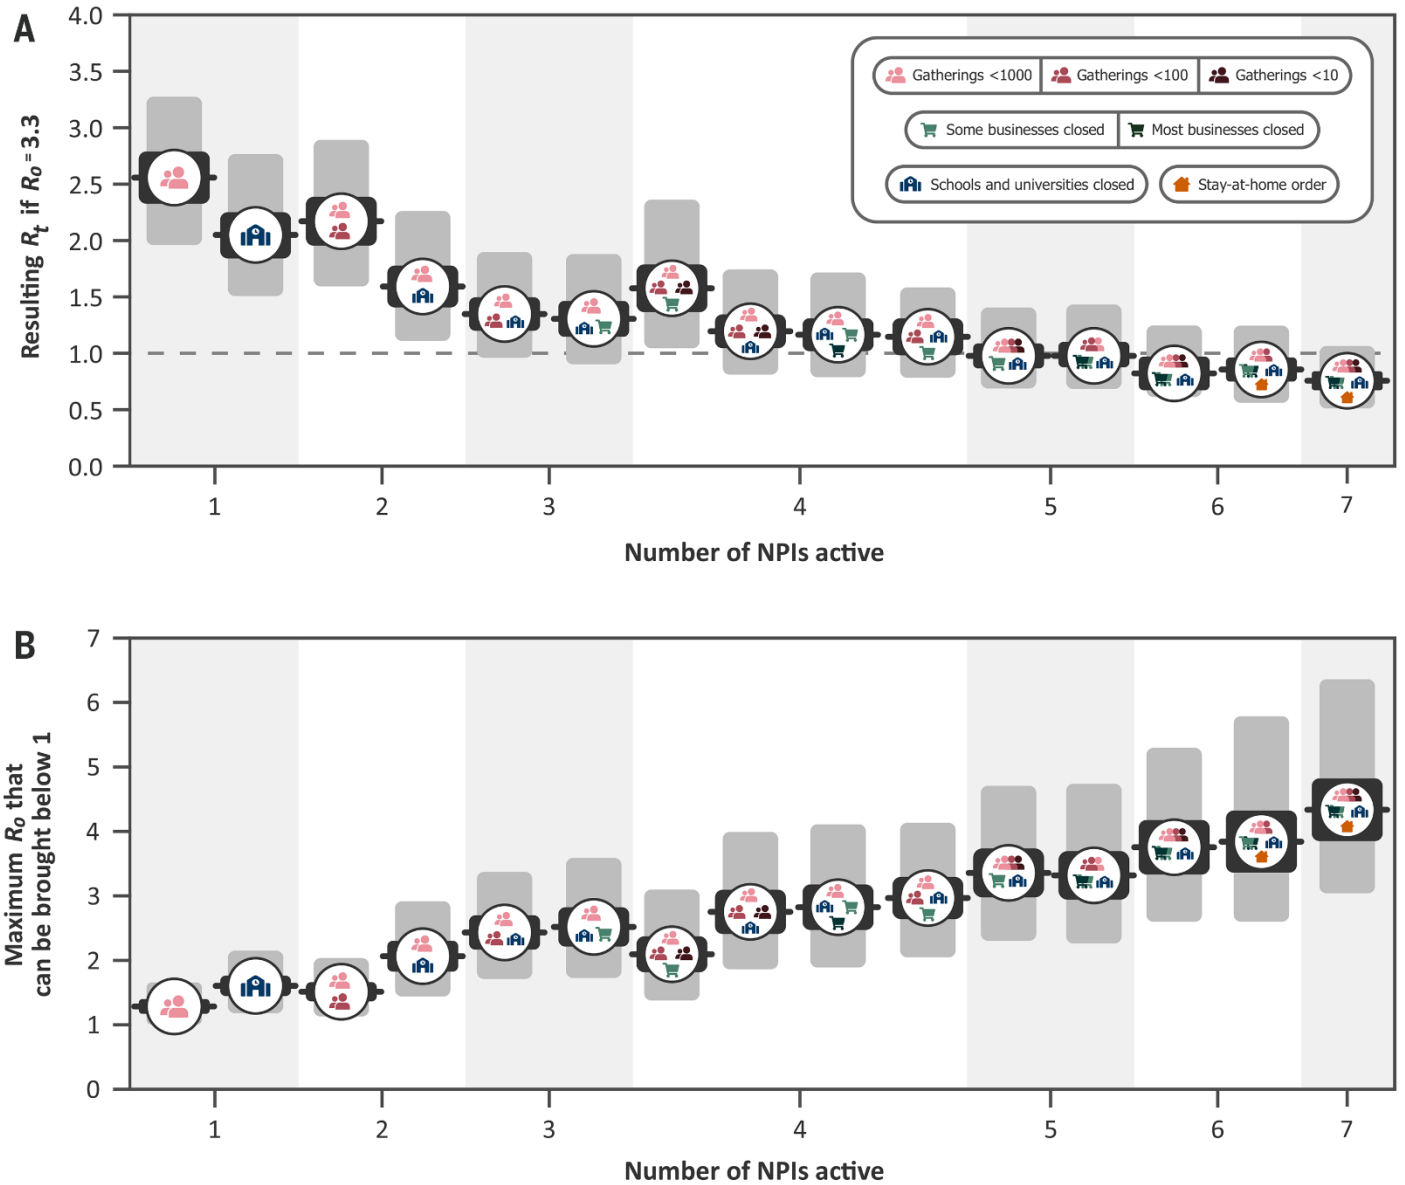 A
Resulting Rt if Ro = 3.3
4.0
3.5
3.0
2.5
2.0
1.5
1.0
0.5
0.0
Gatherings <1000
Gatherings <100
Gatherings <10
Some businesses closed
Most businesses closed
Schools and universities closed
Stay-at-home order
1 2 3 4 5 6 7
Number of NPIs active
B
Maximum Ro that
can be brought below 1
7
6
5
4
3
2
1
0
1 2 3 4 5 6 7
Number of NPIs active